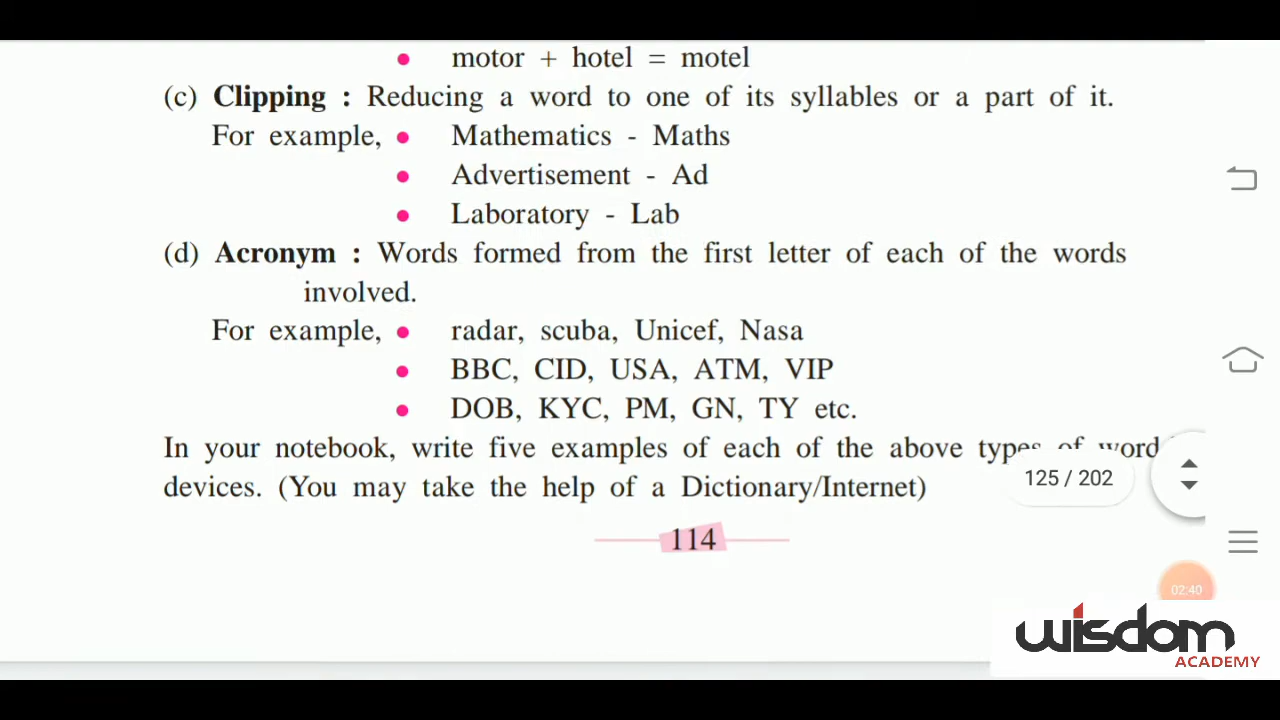 • motor + hotel = motel
(c) Clipping : Reducing a word to one of its syllables or a part of it.
For example, • Mathematics - Maths
• Advertisement - Ad
• Laboratory - Lab
(d) Acronym : Words formed from the first letter of each of the words
involved.
For example, • radar, scuba, Unicef, Nasa
• BBC, CID, USA, ATM, VIP
• DOB, KYC, PM, GN, TY etc.
In your notebook, write five examples of each of the above types of word
devices. (You may take the help of a Dictionary/Internet)
125 / 202
114
02:40
wisdom
ACADEMY